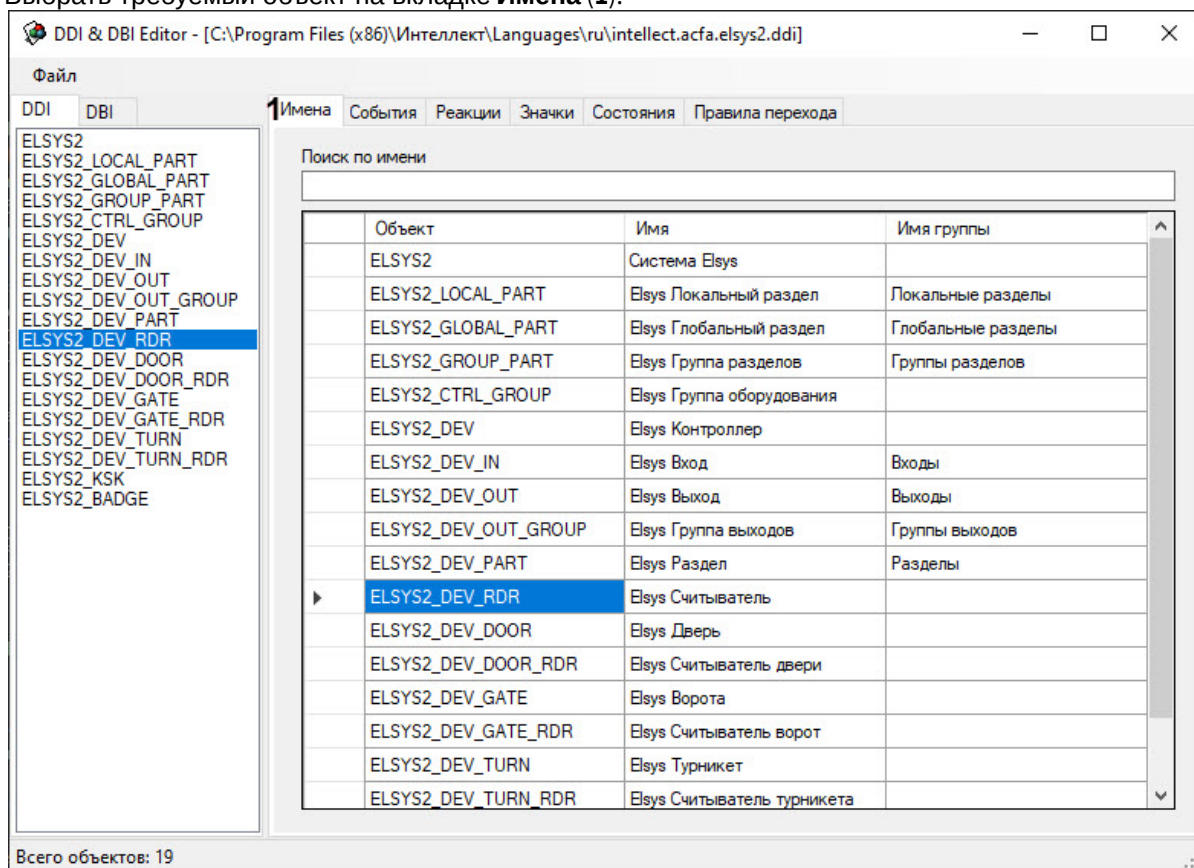 Выбрать требуемый объект на вкладке Имена (1).
DDI & DBI Editor - [C:\Program Files (x86)\Интеллект\Languages\ru\intellect.acfa.elsys2.ddi]
Файл
DDI DBI
1 Имена События Реакции Значки Состояния Правила перехода
ELSYS2
ELSYS2_LOCAL_PART
ELSYS2_GLOBAL_PART
ELSYS2_GROUP_PART
ELSYS2_CTRL_GROUP
ELSYS2_DEV
ELSYS2_DEV_IN
ELSYS2_DEV_OUT
ELSYS2_DEV_OUT_GROUP
ELSYS2_DEV_PART
ELSYS2_DEV_RDR
ELSYS2_DEV_DOOR
ELSYS2_DEV_DOOR_RDR
ELSYS2_DEV_GATE
ELSYS2_DEV_GATE_RDR
ELSYS2_DEV_TURN
ELSYS2_DEV_TURN_RDR
ELSYS2_KSK
ELSYS2_BADGE
Поиск по имени
Объект Имя Имя группы
ELSYS2 Система Elsys
ELSYS2_LOCAL_PART Elsys Локальный раздел Локальные разделы
ELSYS2_GLOBAL_PART Elsys Глобальный раздел Глобальные разделы
ELSYS2_GROUP_PART Elsys Группа разделов Группы разделов
ELSYS2_CTRL_GROUP Elsys Группа оборудования
ELSYS2_DEV Elsys Контроллер
ELSYS2_DEV_IN Elsys Вход Входы
ELSYS2_DEV_OUT Elsys Выход Выходы
ELSYS2_DEV_OUT_GROUP Elsys Группа выходов Группы выходов
ELSYS2_DEV_PART Elsys Раздел Разделы
ELSYS2_DEV_RDR Elsys Считыватель
ELSYS2_DEV_DOOR Elsys Дверь
ELSYS2_DEV_DOOR_RDR Elsys Считыватель двери
ELSYS2_DEV_GATE Elsys Ворота
ELSYS2_DEV_GATE_RDR Elsys Считыватель ворот
ELSYS2_DEV_TURN Elsys Турникет
ELSYS2_DEV_TURN_RDR Elsys Считыватель турникета
Всего объектов: 19